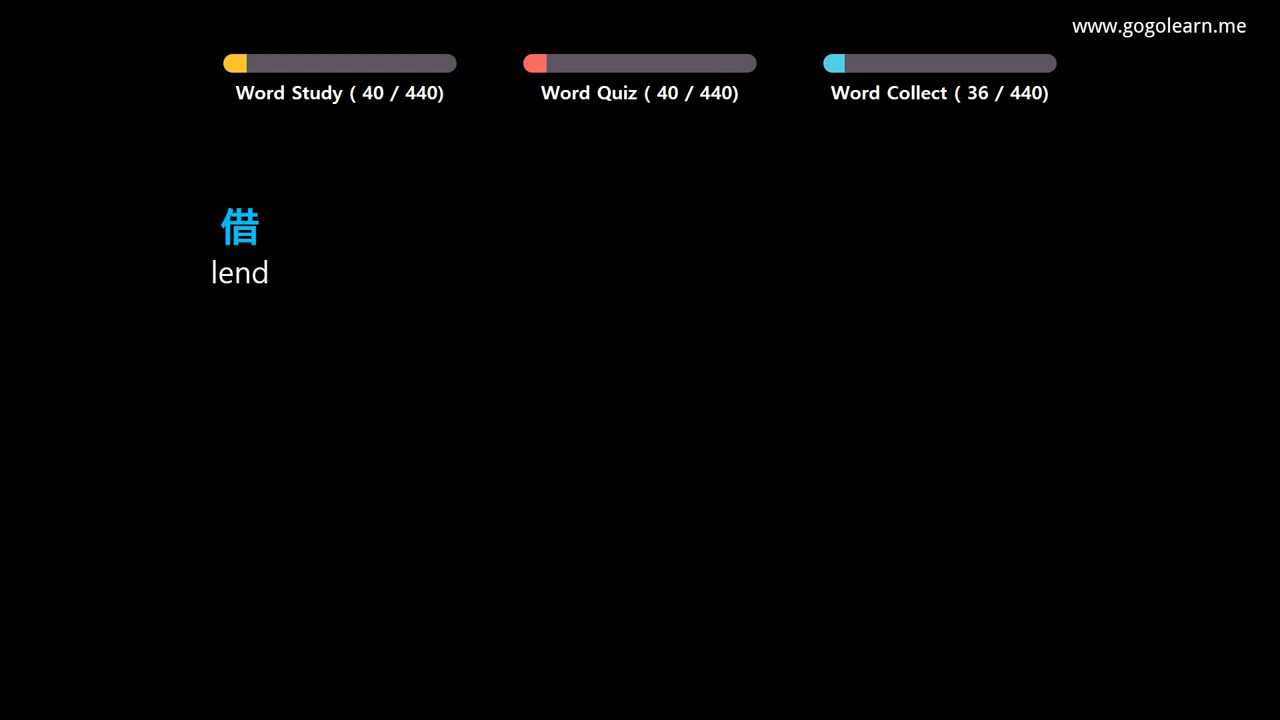 www.gogolearn.me
Word Study ( 40 / 440)
Word Quiz ( 40 / 440)
Word Collect ( 36 / 440)
借
lend